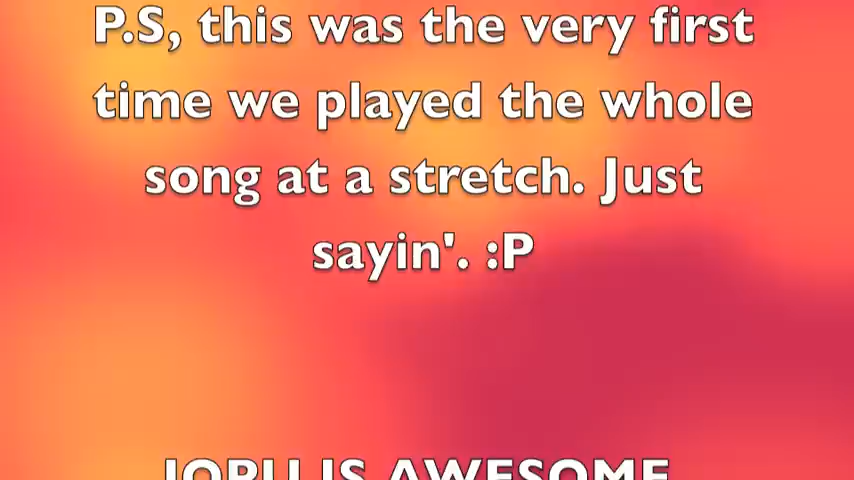 P.S, this was the very first
time we played the whole
song at a stretch. Just
sayin'. :P
IS AWESOME